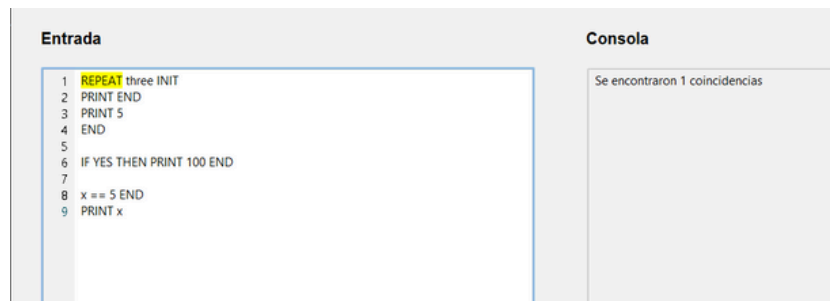 Entrada
Consola
1 REPEAT three INIT
2 PRINT END
3 PRINT 5
4 END
5
6 IF YES THEN PRINT 100 END
7
8 x == 5 END
9 PRINT x
Se encontraron 1 coincidencias